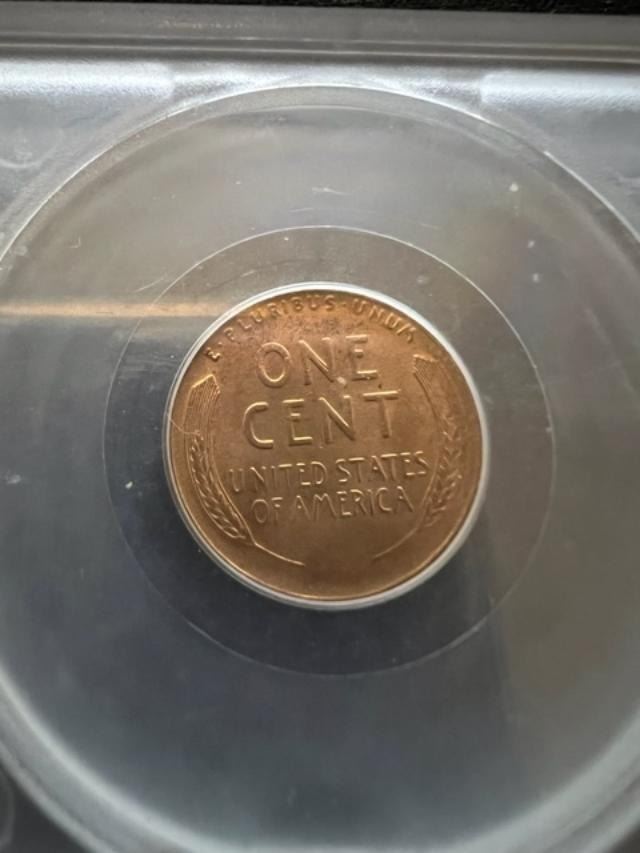 E·PLURIBUS·UNUM
ONE
CENT
UNITED STATES
OF AMERICA